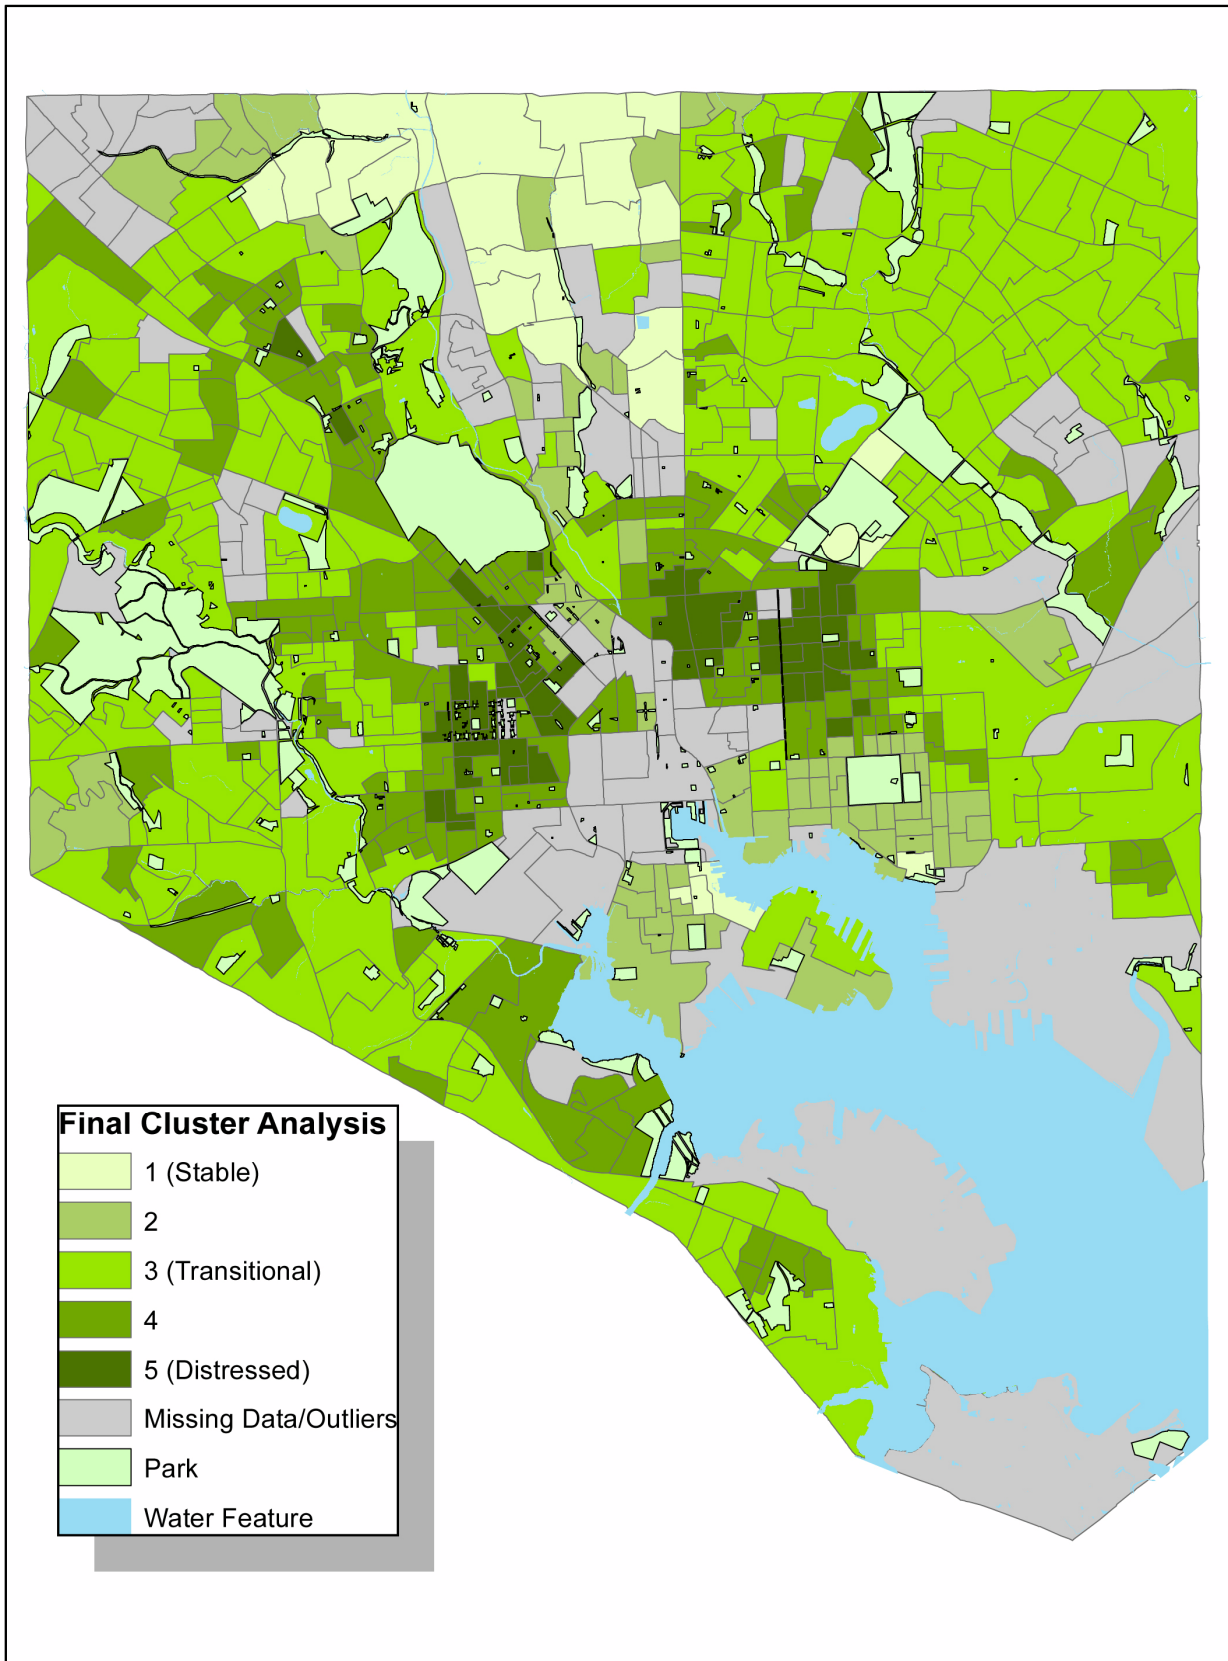 Final Cluster Analysis
1 (Stable)
2
3 (Transitional)
4
5 (Distressed)
Missing Data/Outliers
Park
Water Feature